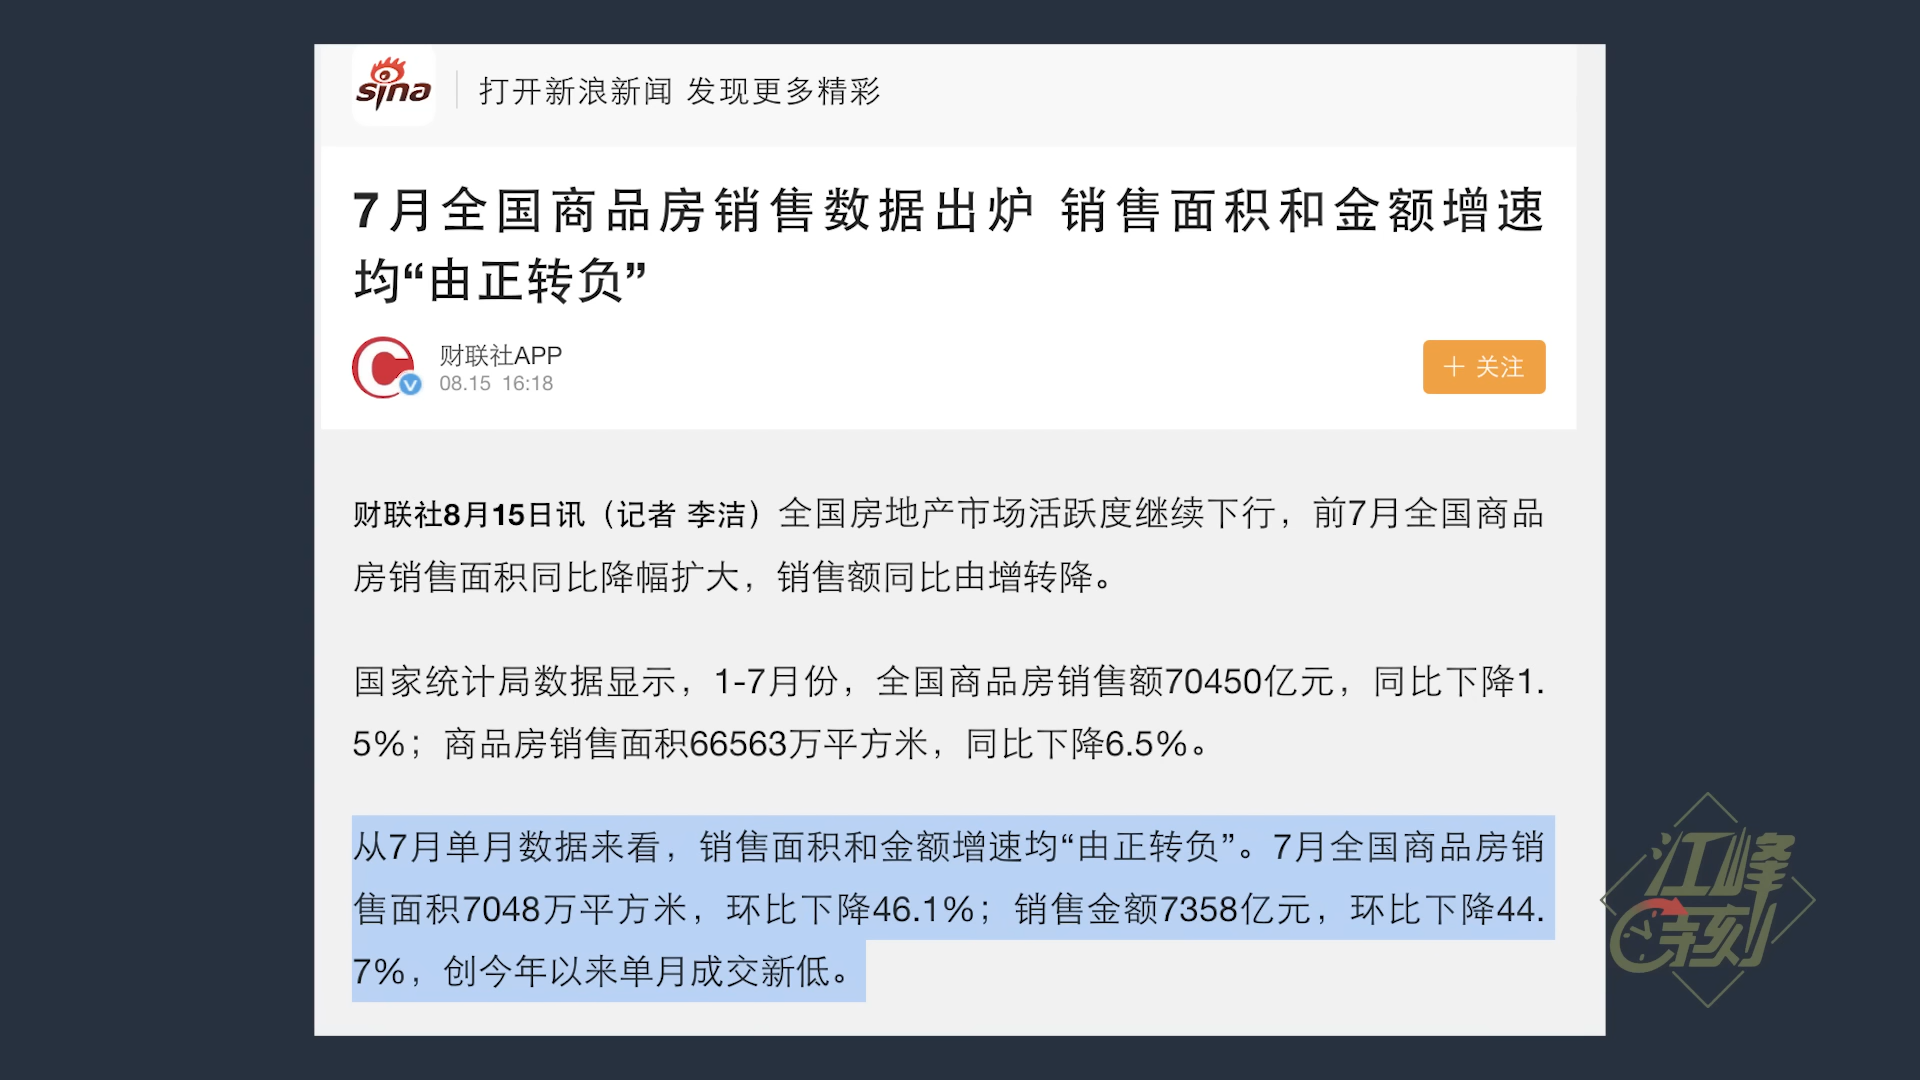 sina
打开新浪新闻 发现更多精彩
7月全国商品房销售数据出炉 销售面积和金额增速
均“由正转负”
财联社APP
08.15 16:18
＋ 关注
财联社8月15日讯（记者 李洁）全国房地产市场活跃度继续下行，前7月全国商品
房销售面积同比降幅扩大，销售额同比由增转降。
国家统计局数据显示，1-7月份，全国商品房销售额70450亿元，同比下降1.
5%；商品房销售面积66563万平方米，同比下降6.5%。
从7月单月数据来看，销售面积和金额增速均“由正转负”。7月全国商品房销
售面积7048万平方米，环比下降46.1%；销售金额7358亿元，环比下降44.
7%，创今年以来单月成交新低。
江峰
时刻